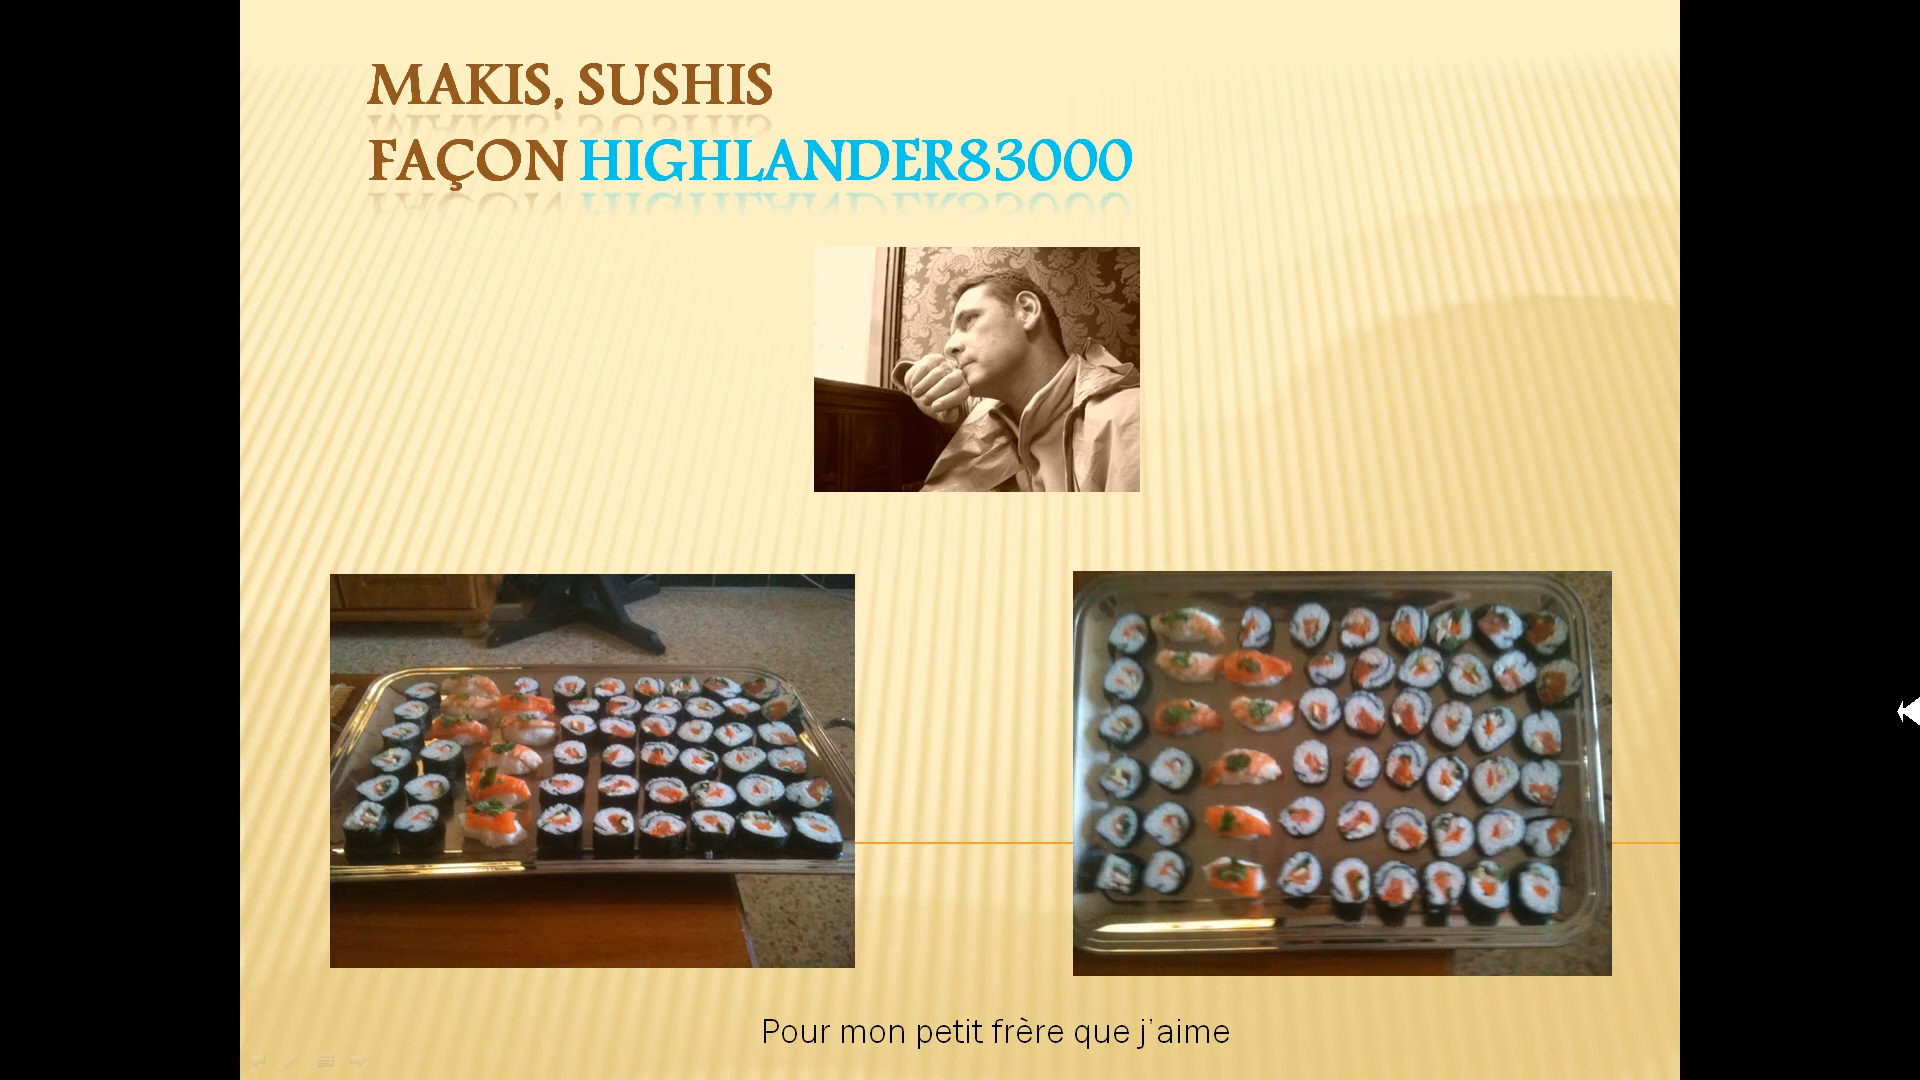 MAKIS, SUSHIS
FAÇON HIGHLANDER83000
Pour mon petit frère que j'aime